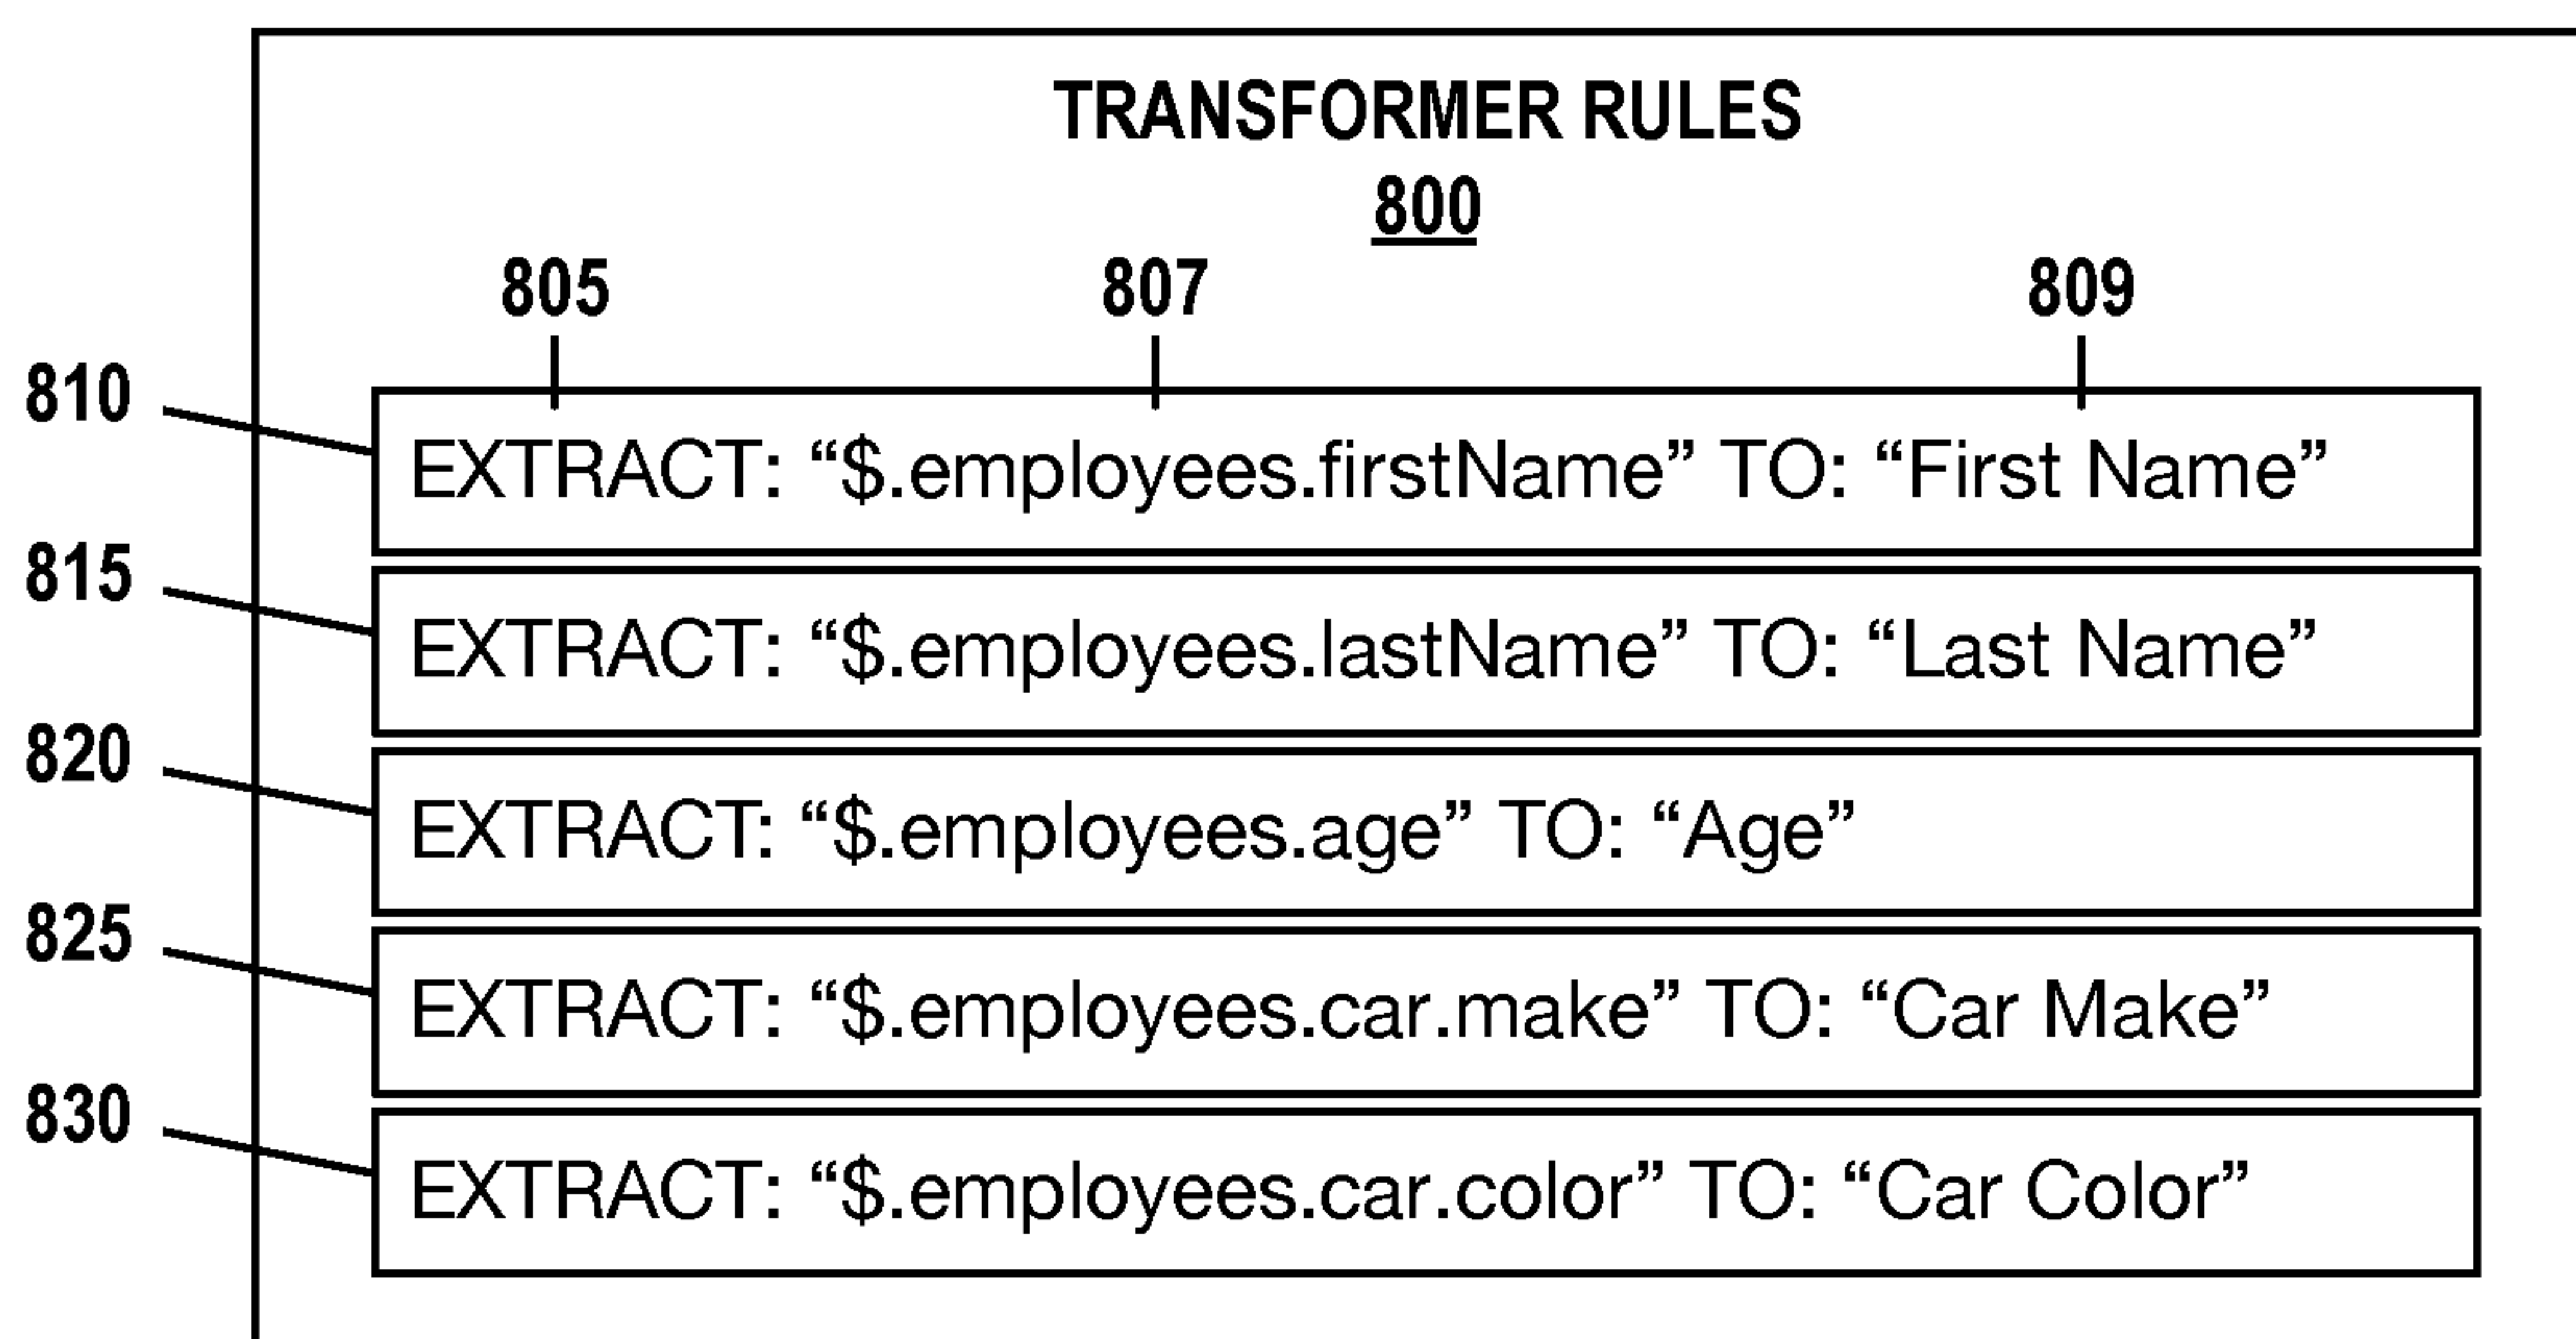 TRANSFORMER RULES
800
805 807 809
810 EXTRACT: “$.employees.firstName” TO: “First Name”
815 EXTRACT: “$.employees.lastName” TO: “Last Name”
820 EXTRACT: “$.employees.age” TO: “Age”
825 EXTRACT: “$.employees.car.make” TO: “Car Make”
830 EXTRACT: “$.employees.car.color” TO: “Car Color”